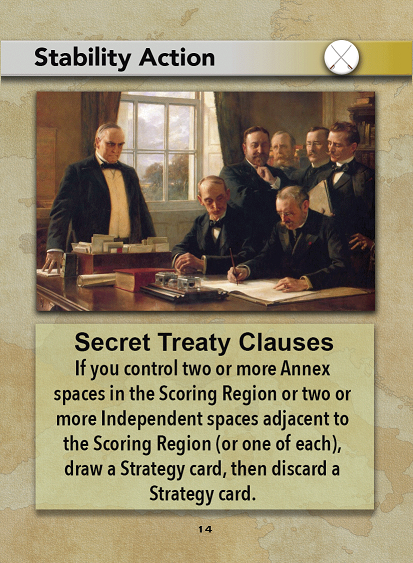 Stability Action
Secret Treaty Clauses
If you control two or more Annex
spaces in the Scoring Region or two or
more Independent spaces adjacent to
the Scoring Region (or one of each),
draw a Strategy card, then discard a
Strategy card.
14